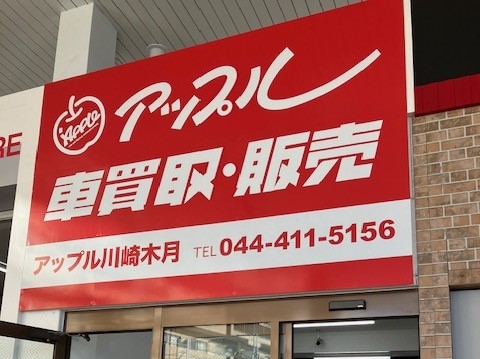 Apple
アップル
車買取・販売
アップル川崎木月 TEL 044-411-5156
RE